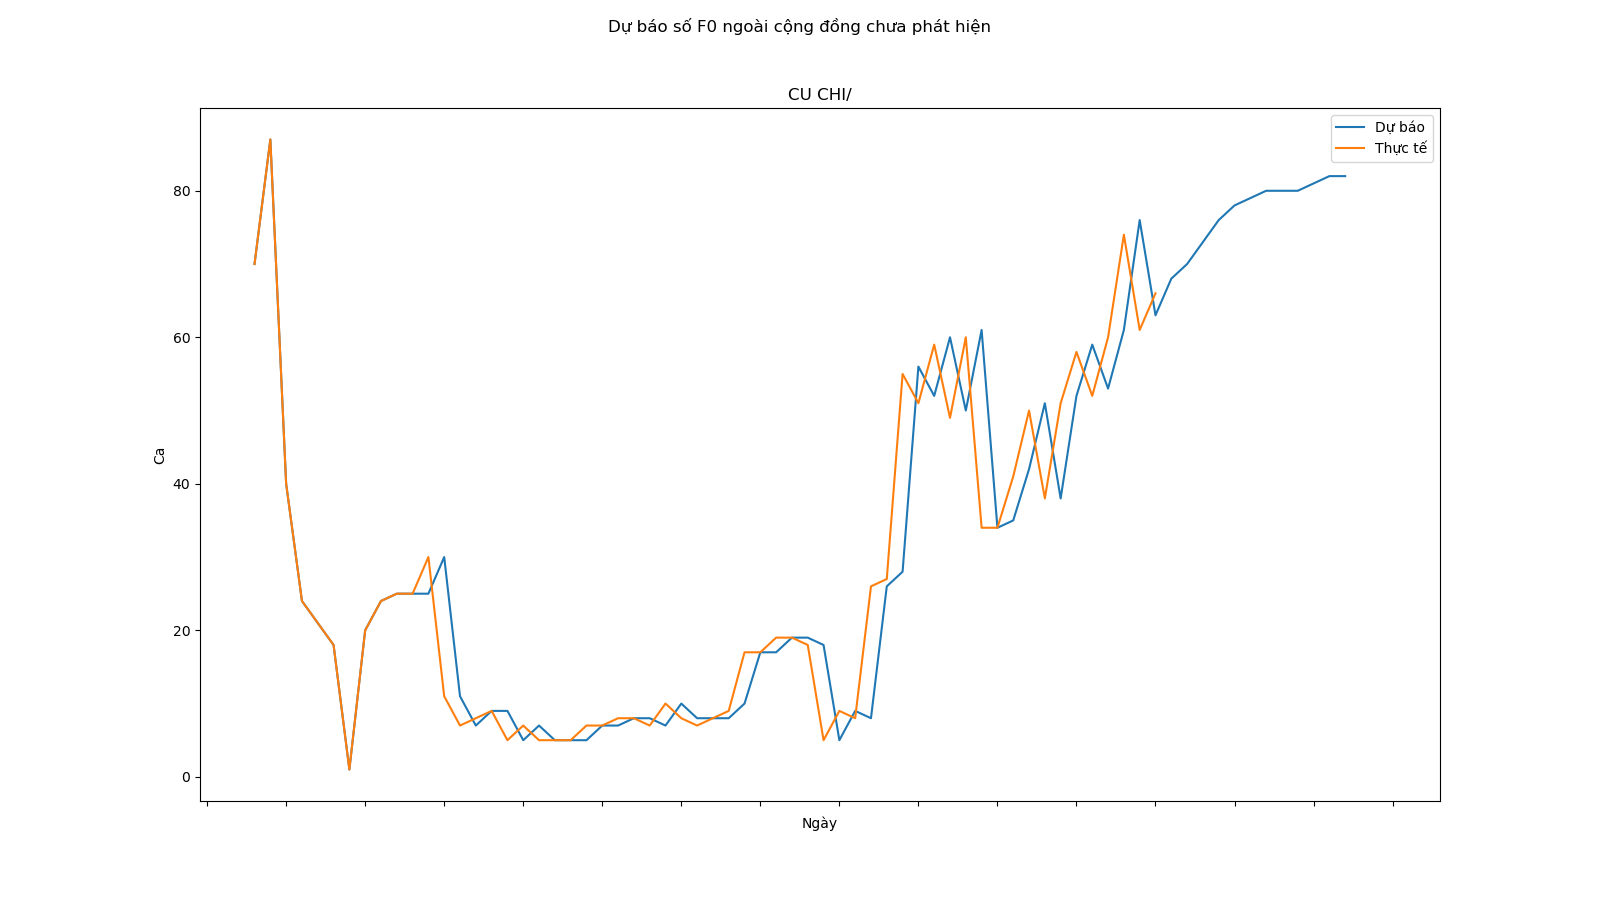 Dự báo số F0 ngoài cộng đồng chưa phát hiện
CU CHI/
Dự báo
Thực tế
80
60
40
20
0
Ca
Ngày